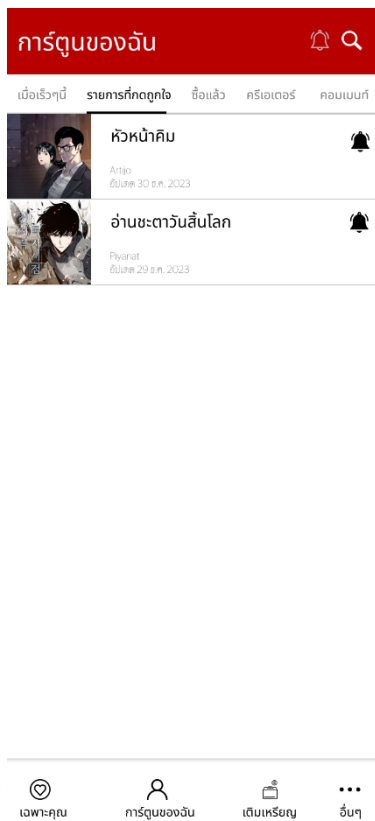 การ์ตูนของฉัน
เมื่อเร็วๆนี้ รายการที่กดถูกใจ ซื้อแล้ว ครีเอเตอร์ คอมเมนท์
หัวหน้าคิม
Artijo
อัปเดต 30 ธ.ค. 2023
อ่านชะตาวันสิ้นโลก
Piyanat
อัปเดต 29 ธ.ค. 2023
เฉพาะคุณ การ์ตูนของฉัน เติมเหรียญ อื่นๆ